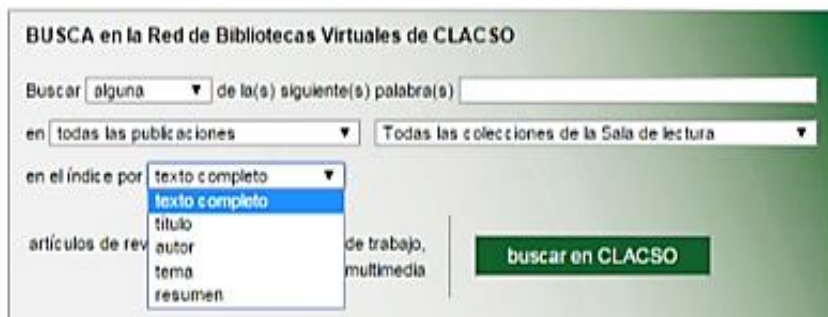 BUSCA en la Red de Bibliotecas Virtuales de CLACSO
Buscar alguna de la(s) siguiente(s) palabra(s)
en todas las publicaciones Todas las colecciones de la Sala de lectura
en el índice por texto completo
texto completo
título
autor
tema
resumen
artículos de rev de trabajo,
multimedia
buscar en CLACSO